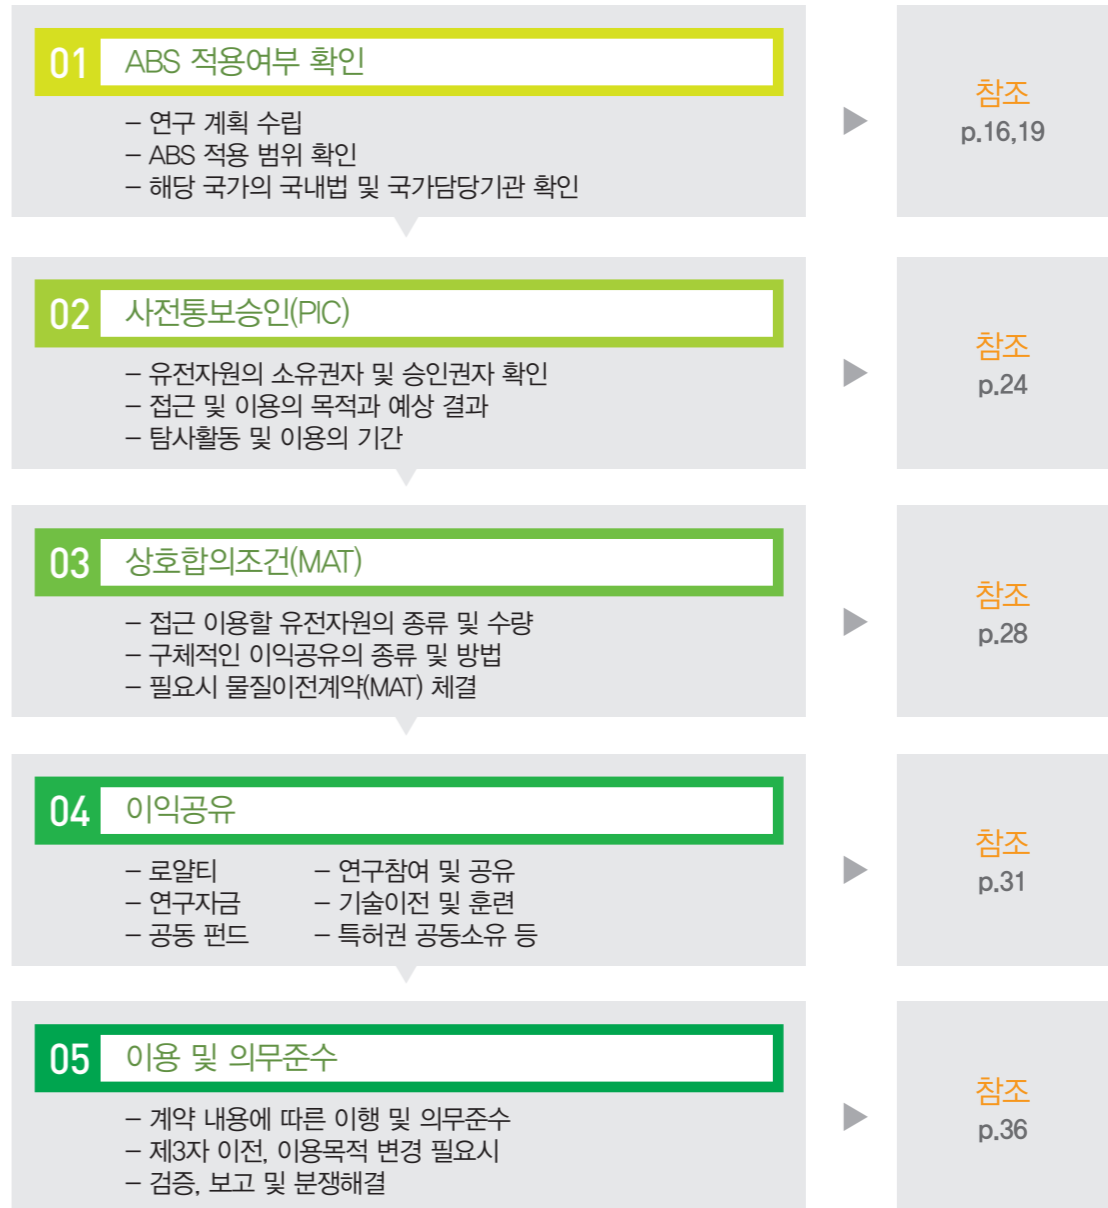 01 ABS 적용여부 확인
– 연구 계획 수립
– ABS 적용 범위 확인
– 해당 국가의 국내법 및 국가담당기관 확인
참조
p.16,19
02 사전통보승인(PIC)
– 유전자원의 소유권자 및 승인권자 확인
– 접근 및 이용의 목적과 예상 결과
– 탐사활동 및 이용의 기간
참조
p.24
03 상호합의조건(MAT)
– 접근 이용할 유전자원의 종류 및 수량
– 구체적인 이익공유의 종류 및 방법
– 필요시 물질이전계약(MAT) 체결
참조
p.28
04 이익공유
– 로얄티 – 연구참여 및 공유
– 연구자금 – 기술이전 및 훈련
– 공동 펀드 – 특허권 공동소유 등
참조
p.31
05 이용 및 의무준수
– 계약 내용에 따른 이행 및 의무준수
– 제3자 이전, 이용목적 변경 필요시
– 검증, 보고 및 분쟁해결
참조
p.36